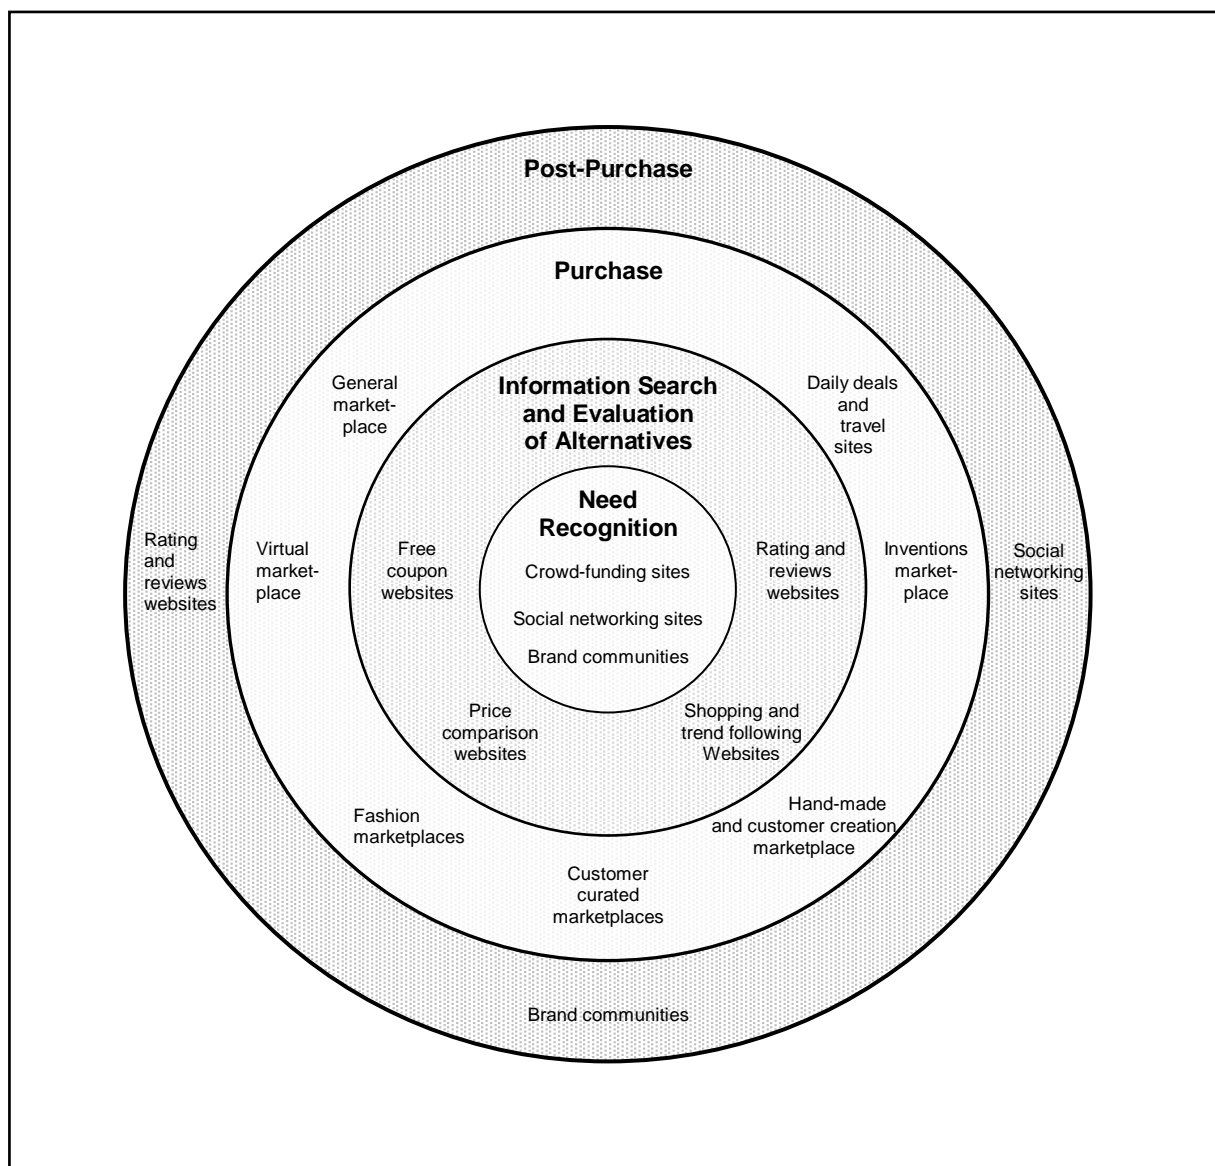 Post-Purchase
Purchase
General
market-
place
Daily deals
and
travel
sites
Information Search
and Evaluation
of Alternatives
Need
Recognition
Crowd-funding sites
Social networking sites
Brand communities
Rating
and
reviews
websites
Virtual
market-
place
Free
coupon
websites
Rating and
reviews
websites
Inventions
market-
place
Social
networking
sites
Price
comparison
websites
Shopping and
trend following
Websites
Fashion
marketplaces
Hand-made
and customer creation
marketplace
Customer
curated
marketplaces
Brand communities